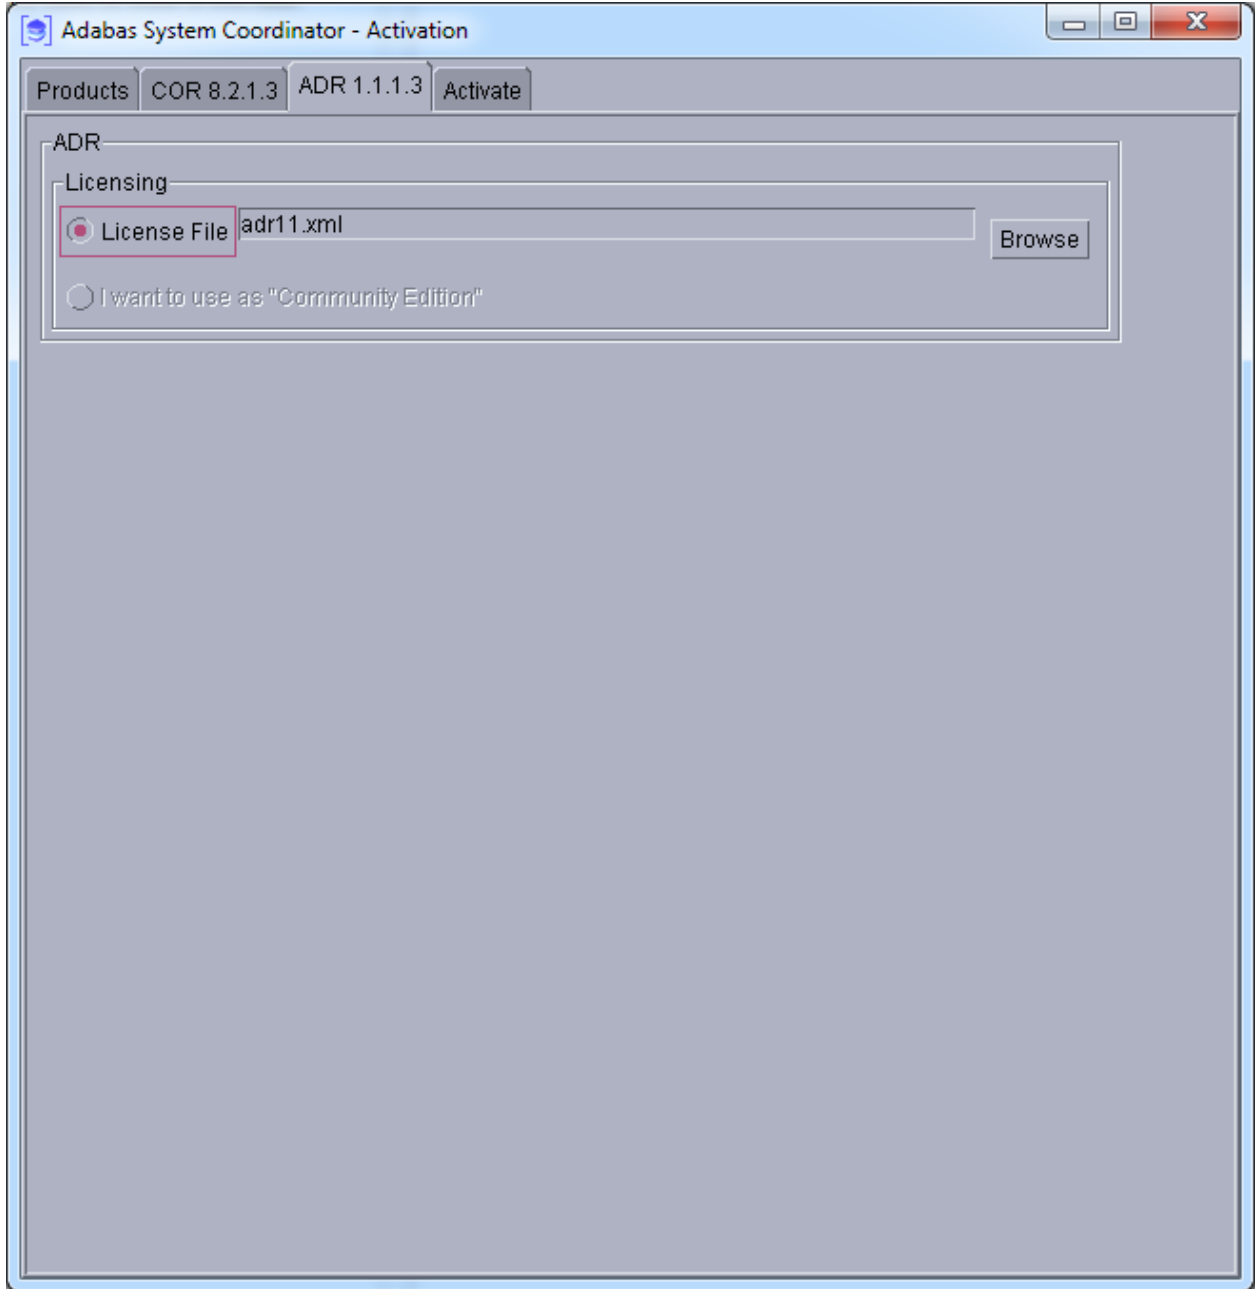 Adabas System Coordinator - Activation
Products COR 8.2.1.3 ADR 1.1.1.3 Activate
ADR
Licensing
License File adr11.xml Browse
I want to use as "Community Edition"